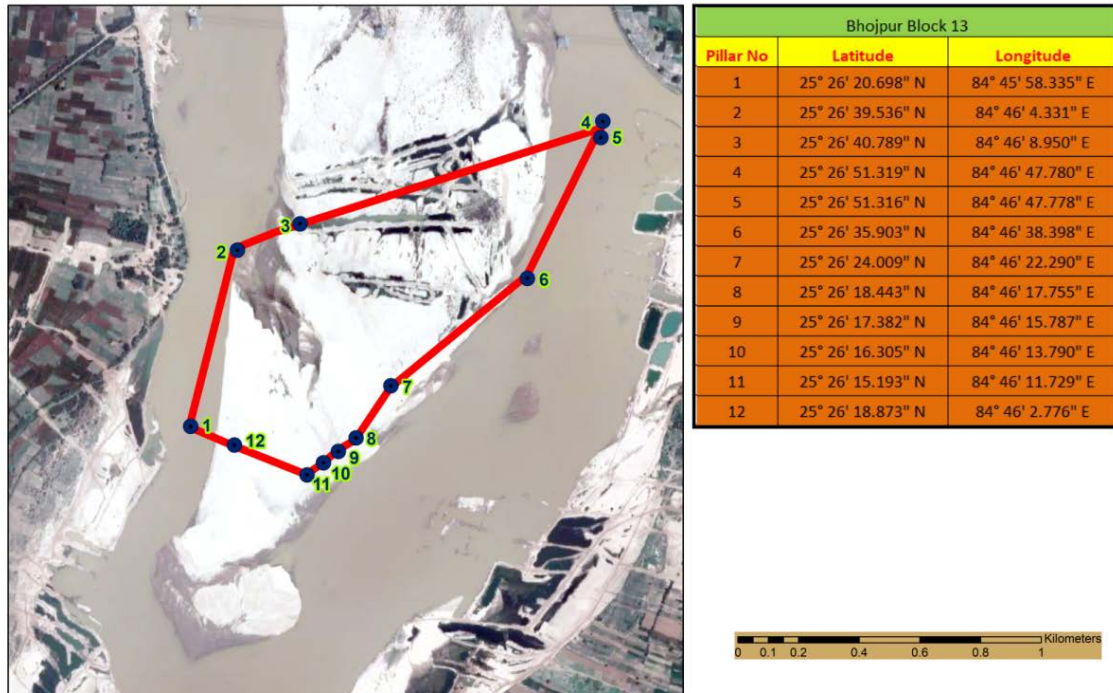 Bhojpur Block 13
Pillar No Latitude Longitude
1 25° 26' 20.698" N 84° 45' 58.335" E
2 25° 26' 39.536" N 84° 46' 4.331" E
3 25° 26' 40.789" N 84° 46' 8.950" E
4 25° 26' 51.319" N 84° 46' 47.780" E
5 25° 26' 51.316" N 84° 46' 47.778" E
6 25° 26' 35.903" N 84° 46' 38.398" E
7 25° 26' 24.009" N 84° 46' 22.290" E
8 25° 26' 18.443" N 84° 46' 17.755" E
9 25° 26' 17.382" N 84° 46' 15.787" E
10 25° 26' 16.305" N 84° 46' 13.790" E
11 25° 26' 15.193" N 84° 46' 11.729" E
12 25° 26' 18.873" N 84° 46' 2.776" E
4
5
3
2
6
7
1
12
8
9
10
11
Kilometers
0 0.1 0.2 0.4 0.6 0.8 1